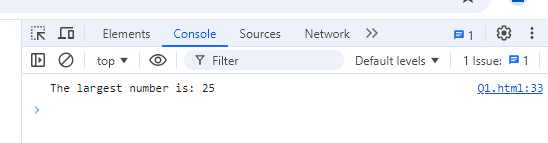 Elements Console Sources Network 1
top Filter Default levels 1 Issue: 1
The largest number is: 25 Q1.html:33